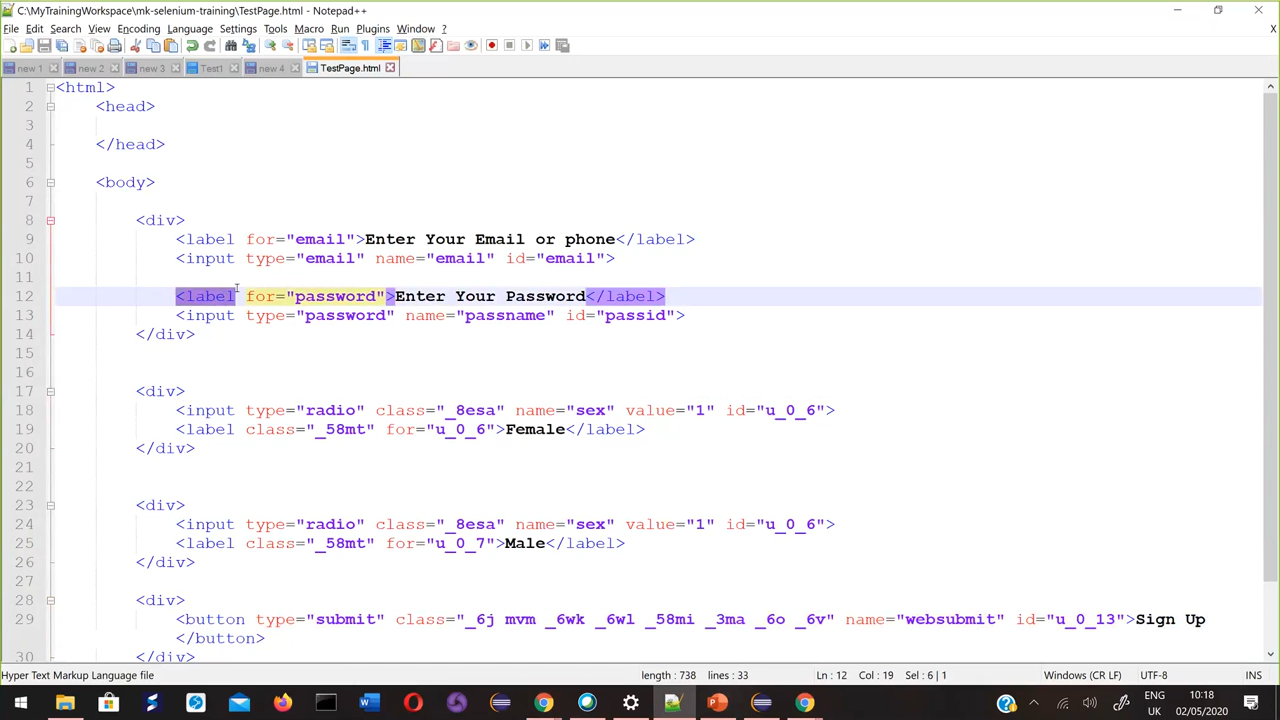 C:\MyTrainingWorkspace\mk-selenium-training\TestPage.html - Notepad++
File Edit Search View Encoding Language Settings Tools Macro Run Plugins Window ? X
new 1 new 2 new 3 Test1 new 4 TestPage.html
1 <html>
2 <head>
3
4 </head>
5
6 <body>
7
8 <div>
9 <label for="email">Enter Your Email or phone</label>
10 <input type="email" name="email" id="email">
11
12 <label for="password">Enter Your Password</label>
13 <input type="password" name="passname" id="passid">
14 </div>
15
16
17 <div>
18 <input type="radio" class="_8esa" name="sex" value="1" id="u_0_6">
19 <label class="_58mt" for="u_0_6">Female</label>
20 </div>
21
22
23 <div>
24 <input type="radio" class="_8esa" name="sex" value="1" id="u_0_6">
25 <label class="_58mt" for="u_0_7">Male</label>
26 </div>
27
28 <div>
29 <button type="submit" class="_6j mvm _6wk _6wl _58mi _3ma _6o _6v" name="websubmit" id="u_0_13">Sign Up
</button>
30 </div>
Hyper Text Markup Language file length : 738 lines : 33 Ln : 12 Col : 19 Sel : 6 | 1 Windows (CR LF) UTF-8 INS
ENG 10:18
UK 02/05/2020